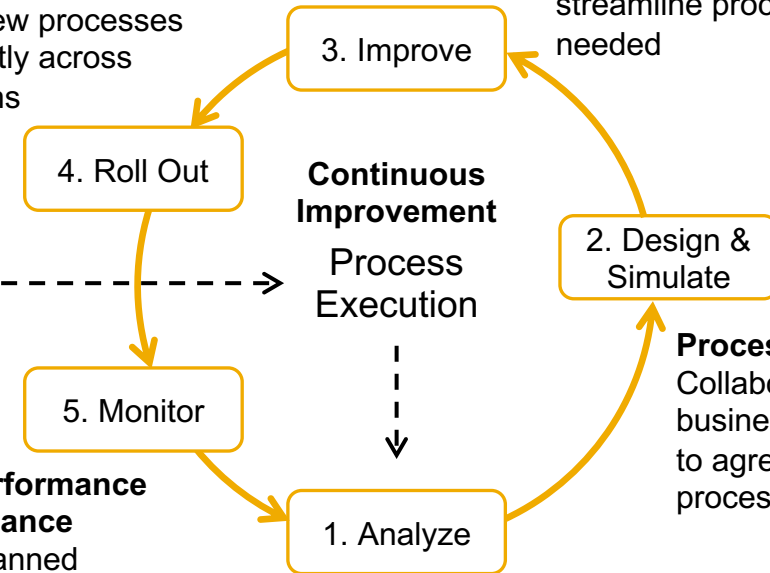 ew processes
tly across
ns
streamline proc
needed
3. Improve
4. Roll Out
Continuous
Improvement
Process
Execution
2. Design &
Simulate
Proces
Collabe
busine
to agre
proces
5. Monitor
rformance
ance
anned
1. Analyze